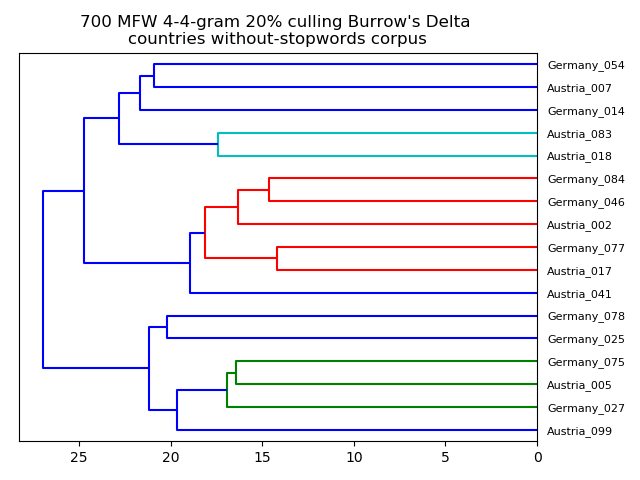 700 MFW 4-4-gram 20% culling Burrow's Delta
countries without-stopwords corpus
Germany_054
Austria_007
Germany_014
Austria_083
Austria_018
Germany_084
Germany_046
Austria_002
Germany_077
Austria_017
Austria_041
Germany_078
Germany_025
Germany_075
Austria_005
Germany_027
Austria_099
25 20 15 10 5 0